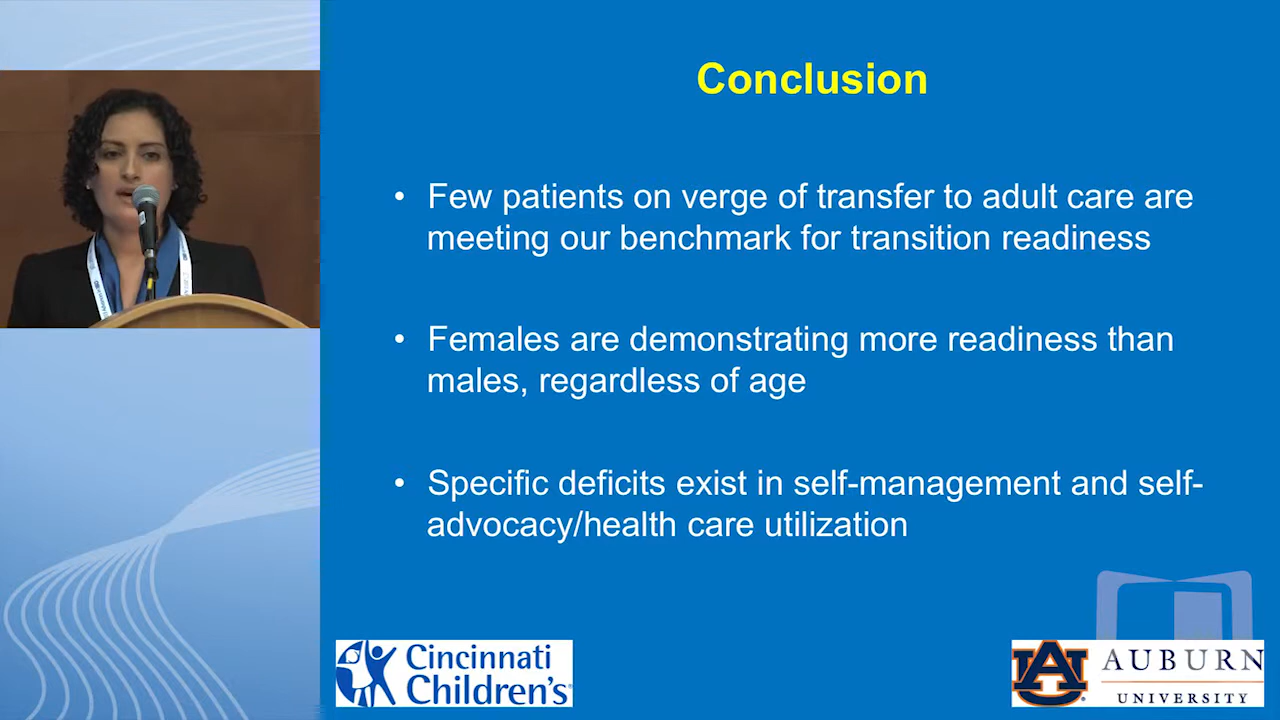 Conclusion
• Few patients on verge of transfer to adult care are
meeting our benchmark for transition readiness
• Females are demonstrating more readiness than
males, regardless of age
• Specific deficits exist in self-management and self-
advocacy/health care utilization
Cincinnati
Children's
AUBURN
UNIVERSITY